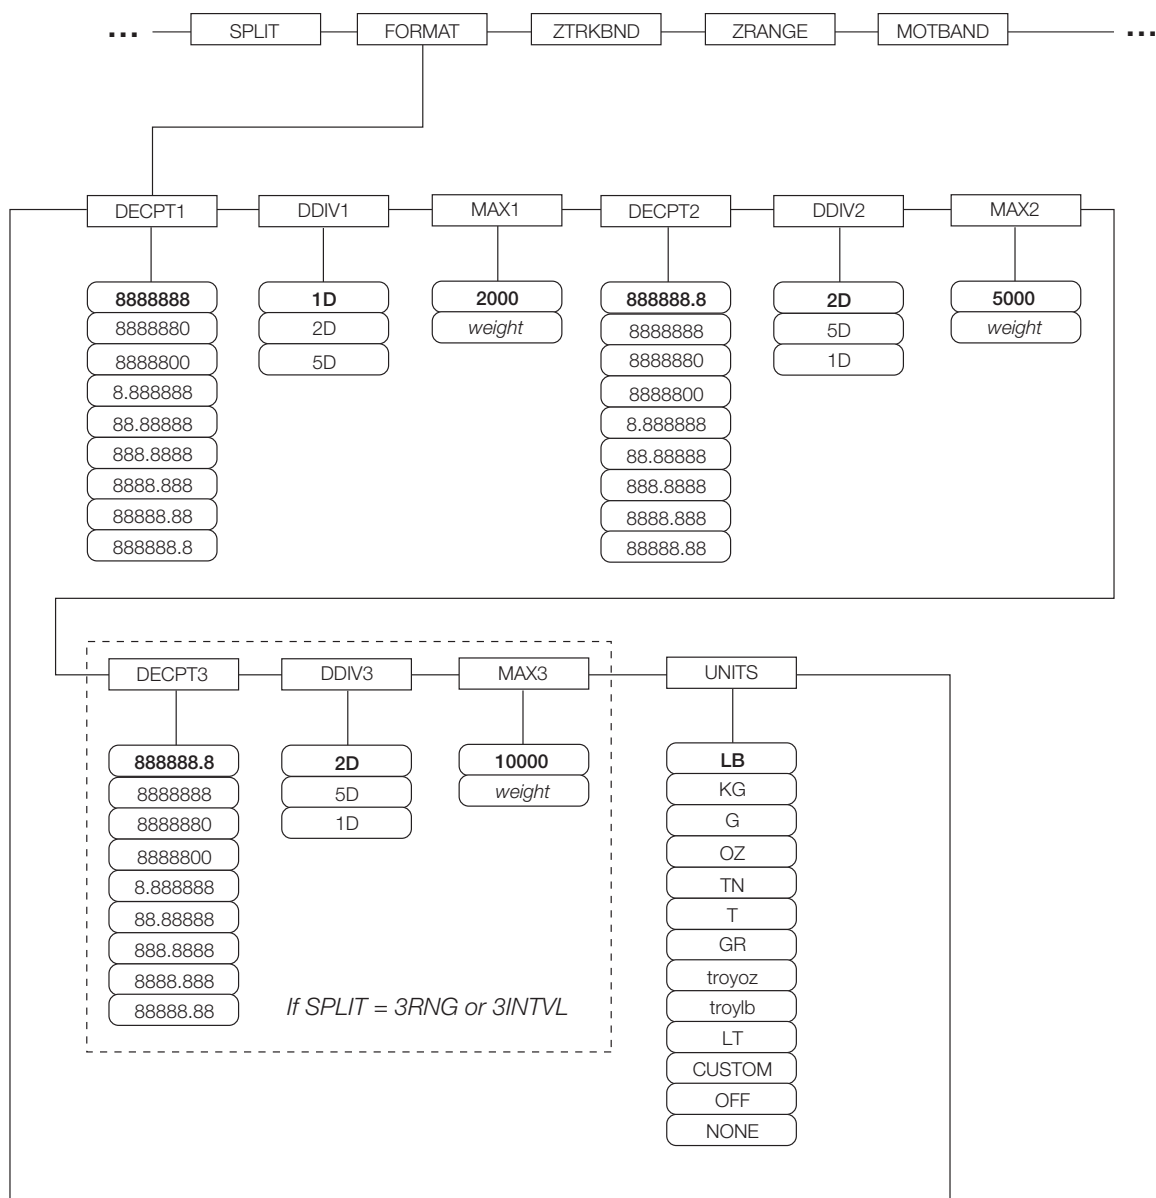 ... SPLIT FORMAT ZTRKBND ZRANGE MOTBAND ...
DECPT1 DDIV1 MAX1 DECPT2 DDIV2 MAX2
8888888 1D 2000 888888.8 2D 5000
8888880 2D weight 8888888 5D weight
8888800 5D 8888880 1D
8.888888 8888800
88.88888 8.888888
888.8888 88.88888
8888.888 888.8888
88888.88 8888.888
888888.8 88888.88
DECPT3 DDIV3 MAX3 UNITS
888888.8 2D 10000 LB
8888888 5D weight KG
8888880 1D G
8888800 OZ
8.888888 TN
88.88888 T
888.8888 GR
8888.888 troyoz
88888.88 If SPLIT = 3RNG or 3INTVL troylb
LT
CUSTOM
OFF
NONE